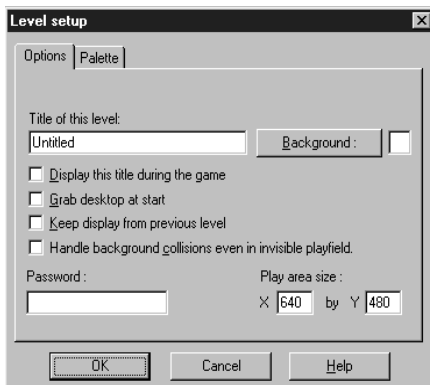 Level setup
Options Palette
Title of this level:
Untitled Background :
Display this title during the game
Grab desktop at start
Keep display from previous level
Handle background collisions even in invisible playfield.
Password : Play area size :
X 640 by Y 480
OK Cancel Help